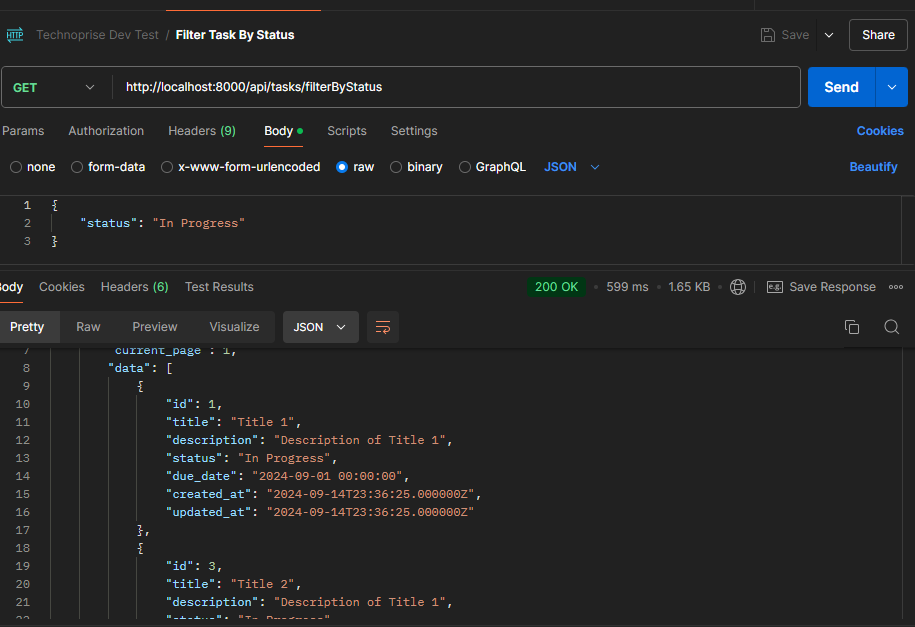 HTTP Technoprise Dev Test / Filter Task By Status Save Share
GET http://localhost:8000/api/tasks/filterByStatus Send
Params Authorization Headers (9) Body Scripts Settings Cookies
none form-data x-www-form-urlencoded raw binary GraphQL JSON Beautify
1 {
2 "status": "In Progress"
3 }
Body Cookies Headers (6) Test Results 200 OK 599 ms 1.65 KB e.g. Save Response
Pretty Raw Preview Visualize JSON
7 "current_page": 1,
8 "data": [
9 {
10 "id": 1,
11 "title": "Title 1",
12 "description": "Description of Title 1",
13 "status": "In Progress",
14 "due_date": "2024-09-01 00:00:00",
15 "created_at": "2024-09-14T23:36:25.000000Z",
16 "updated_at": "2024-09-14T23:36:25.000000Z"
17 },
18 {
19 "id": 3,
20 "title": "Title 2",
21 "description": "Description of Title 1",
22 "status": "In Progress",